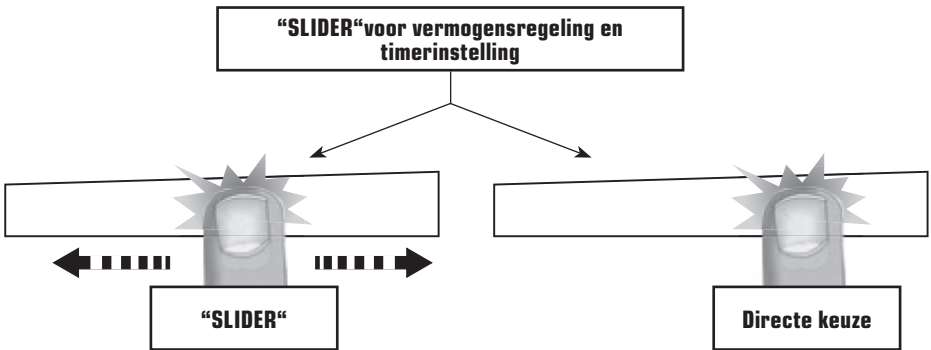 “SLIDER“voor vermogensregeling en
timerinstelling
“SLIDER“
Directe keuze